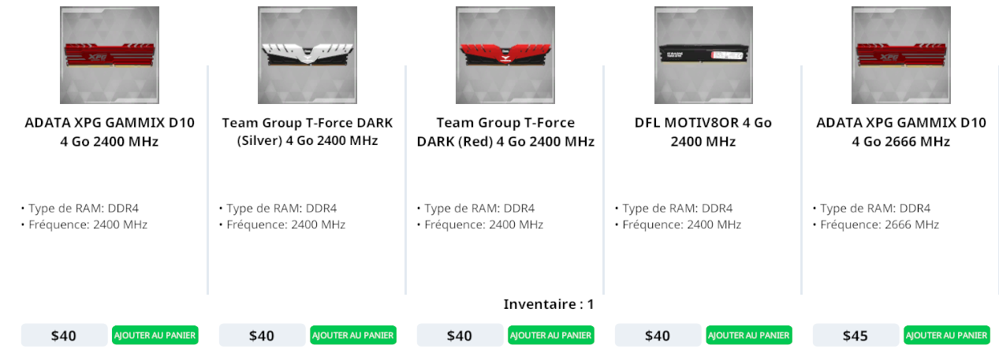 ADATA XPG GAMMIX D10
4 Go 2400 MHz
• Type de RAM: DDR4
• Fréquence: 2400 MHz
$40
AJOUTER AU PANIER
Team Group T-Force DARK
(Silver) 4 Go 2400 MHz
• Type de RAM: DDR4
• Fréquence: 2400 MHz
$40
AJOUTER AU PANIER
Team Group T-Force
DARK (Red) 4 Go 2400 MHz
• Type de RAM: DDR4
• Fréquence: 2400 MHz
Inventaire : 1
$40
AJOUTER AU PANIER
DFL MOTIV8OR 4 Go
2400 MHz
• Type de RAM: DDR4
• Fréquence: 2400 MHz
$40
AJOUTER AU PANIER
ADATA XPG GAMMIX D10
4 Go 2666 MHz
• Type de RAM: DDR4
• Fréquence: 2666 MHz
$45
AJOUTER AU PANIER